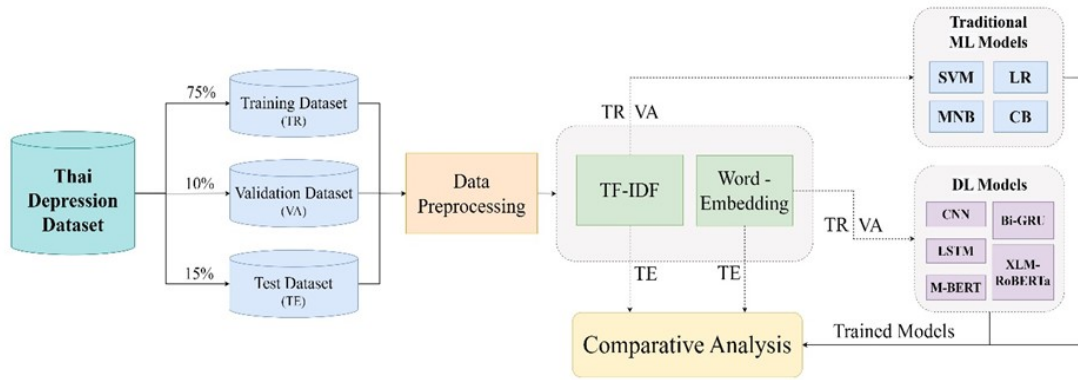 Thai
Depression
Dataset
75%
10%
15%
Training Dataset
(TR)
Validation Dataset
(VA)
Test Dataset
(TE)
Data
Preprocessing
TF-IDF
Word -
Embedding
TR VA
TR VA
TE
TE
Traditional
ML Models
SVM LR
MNB CB
DL Models
CNN
Bi-GRU
LSTM
XLM-
RoBERTa
M-BERT
Trained Models
Comparative Analysis